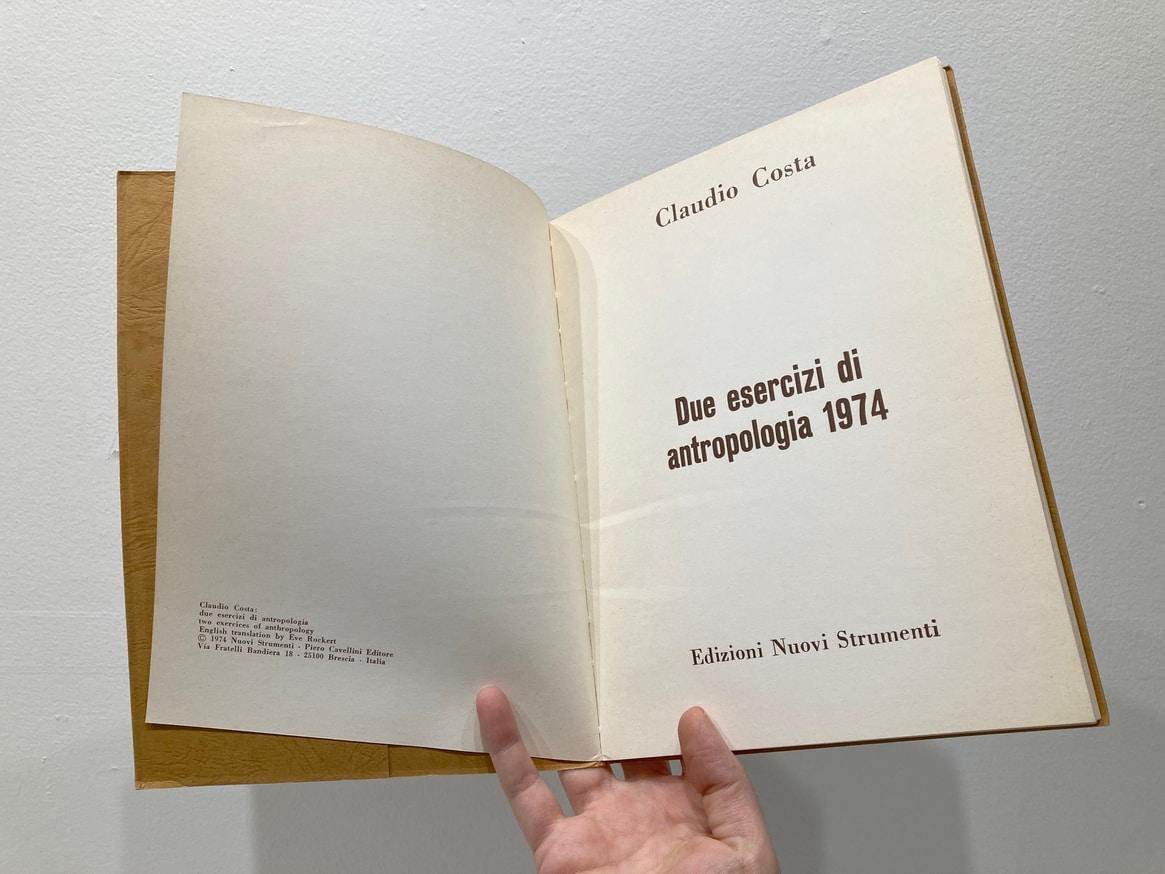 Claudio Costa:
due esercizi di antropologia
two exercices of anthropology
English translation by Eve Rockert
© 1974 Nuovi Strumenti - Piero Cavellini Editore
Via Fratelli Bandiera 18 - 25100 Brescia - Italia
Claudio Costa
Due esercizi di
antropologia 1974
Edizioni Nuovi Strumenti